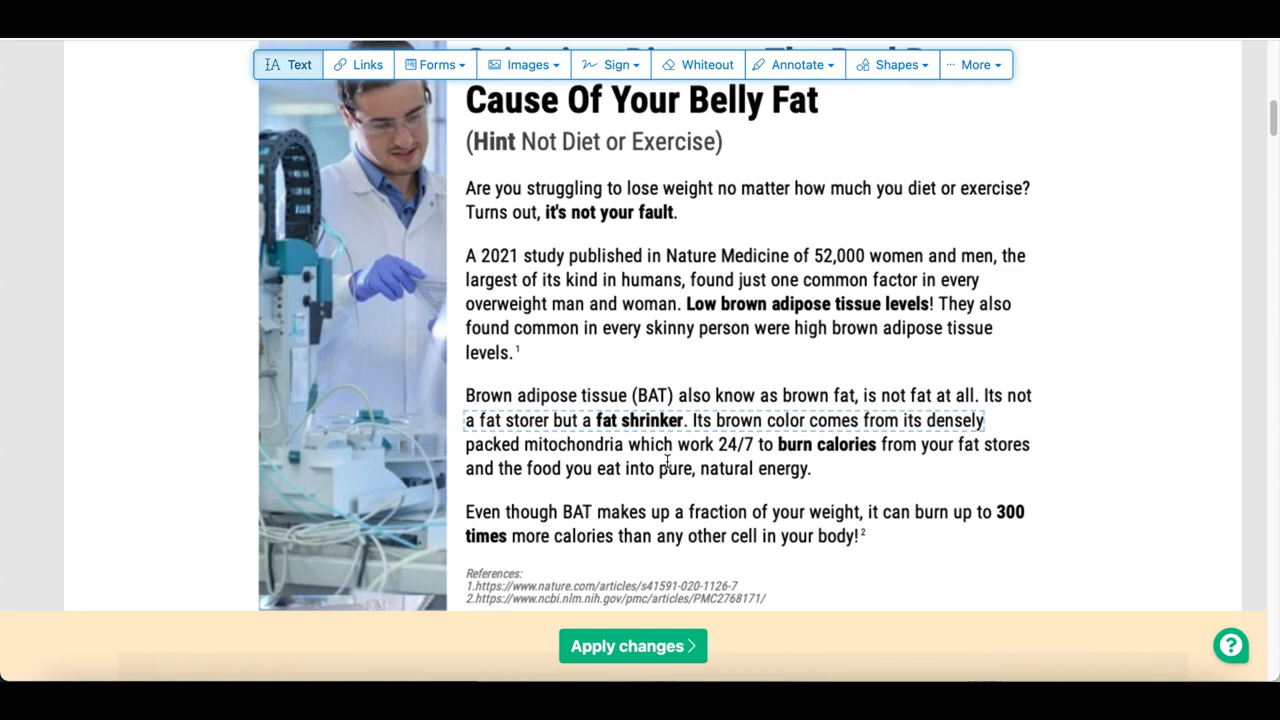 Text Links Forms Images Sign Whiteout Annotate Shapes More
Cause Of Your Belly Fat
(Hint Not Diet or Exercise)
Are you struggling to lose weight no matter how much you diet or exercise?
Turns out, it's not your fault.
A 2021 study published in Nature Medicine of 52,000 women and men, the
largest of its kind in humans, found just one common factor in every
overweight man and woman. Low brown adipose tissue levels! They also
found common in every skinny person were high brown adipose tissue
levels. 1
Brown adipose tissue (BAT) also know as brown fat, is not fat at all. Its not
a fat storer but a fat shrinker. Its brown color comes from its densely
packed mitochondria which work 24/7 to burn calories from your fat stores
and the food you eat into pure, natural energy.
Even though BAT makes up a fraction of your weight, it can burn up to 300
times more calories than any other cell in your body! 2
References:
1.https://www.nature.com/articles/s41591-020-1126-7
2.https://www.ncbi.nlm.nih.gov/pmc/articles/PMC2768171/
Apply changes >
?